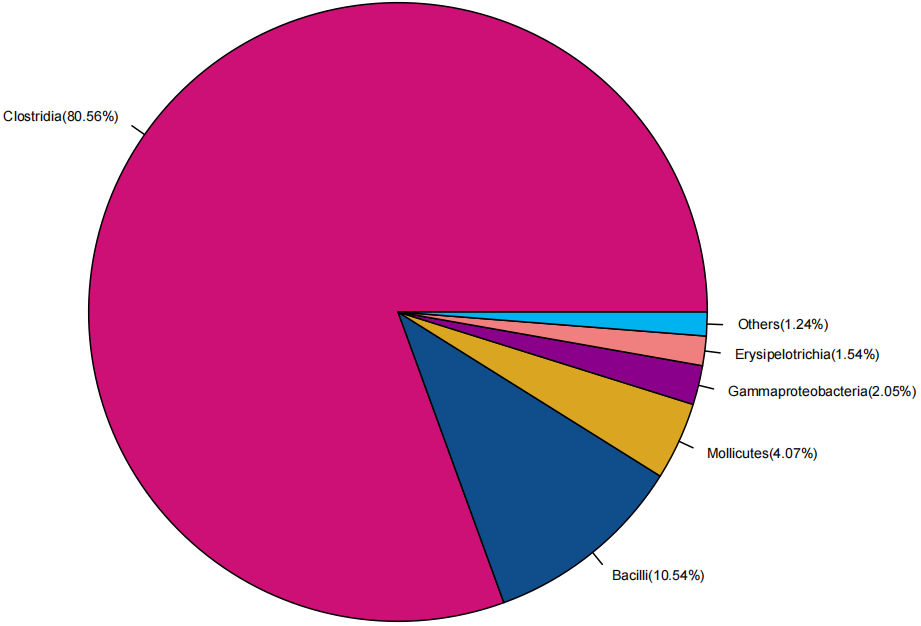 Clostridia(80.56%)
Others(1.24%)
Erysipelotrichia(1.54%)
Gammaproteobacteria(2.05%)
Mollicutes(4.07%)
Bacilli(10.54%)